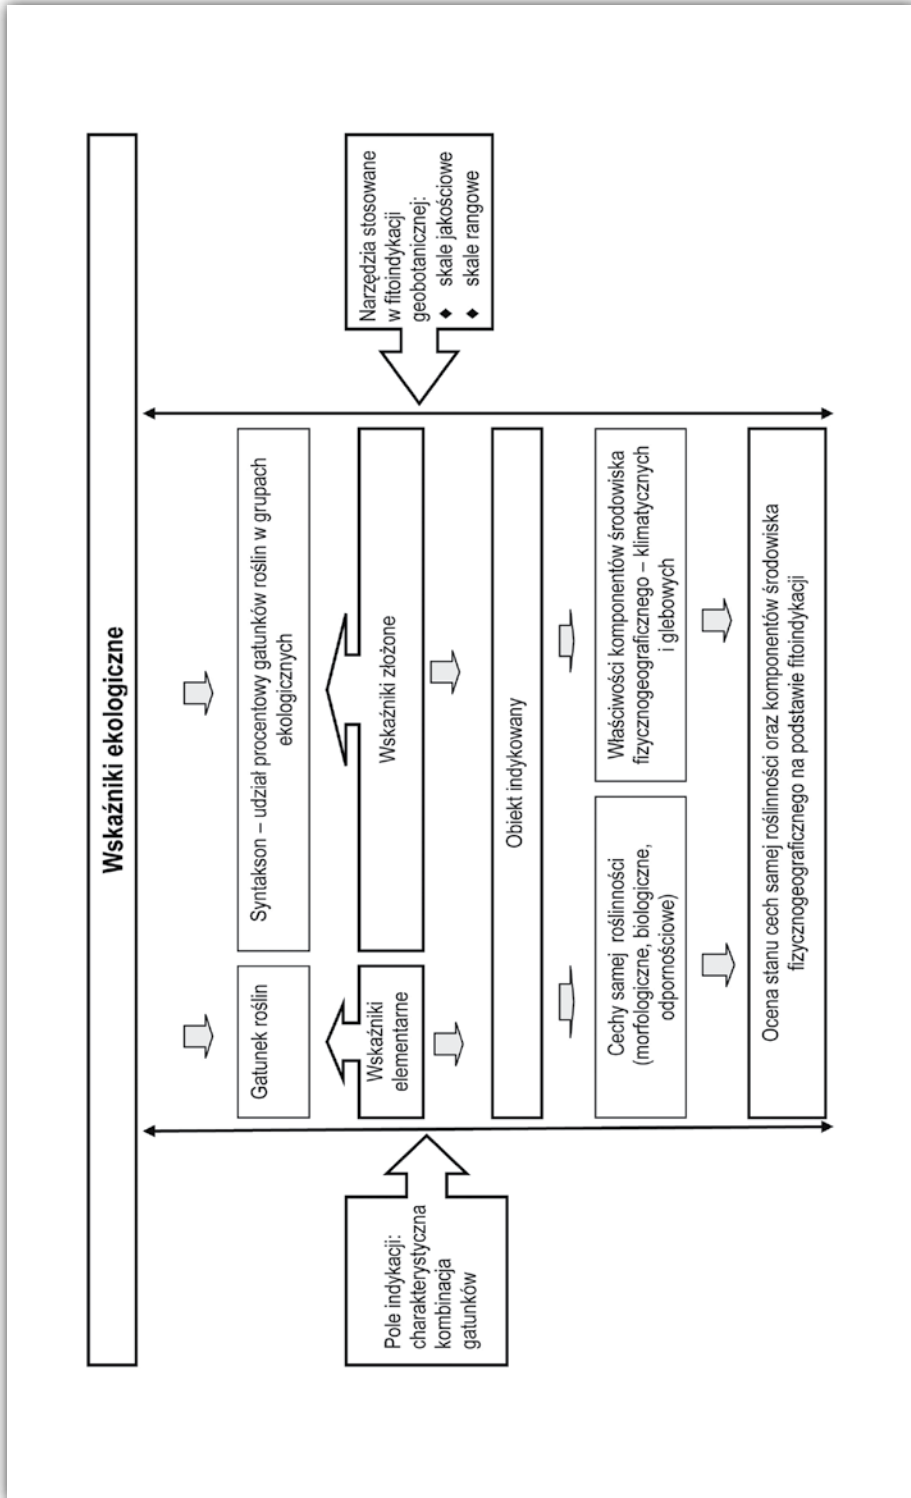 Wskaźniki ekologiczne
Gatunek roślin
Syntakson – udział procentowy gatunków roślin w grupach
ekologicznych
Pole indykacji:
charakterystyczna
kombinacja
gatunków
Wskaźniki
elementarne
Wskaźniki złożone
Narzędzia stosowane
w fitoindykacji
geobotanicznej:
♦ skale jakościowe
♦ skale rangowe
Obiekt indykowany
Cechy samej roślinności
(morfologiczne, biologiczne,
odpornościowe)
Właściwości komponentów środowiska
fizycznogeograficznego – klimatycznych
i glebowych
Ocena stanu cech samej roślinności oraz komponentów środowiska
fizycznogeograficznego na podstawie fitoindykacji